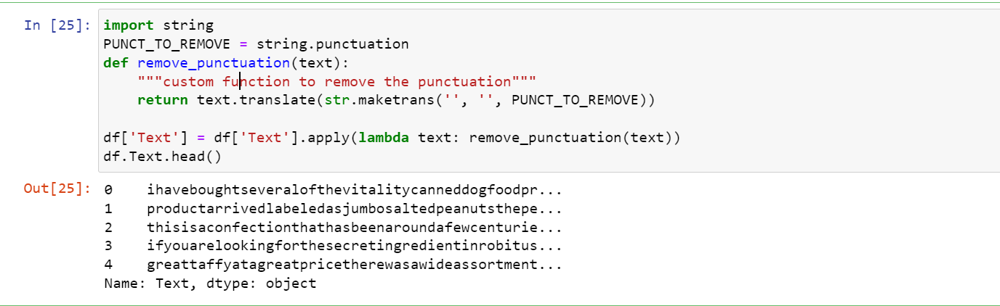 In [25]: import string
PUNCT_TO_REMOVE = string.punctuation
def remove_punctuation(text):
    """custom function to remove the punctuation"""
    return text.translate(str.maketrans('', '', PUNCT_TO_REMOVE))

df['Text'] = df['Text'].apply(lambda text: remove_punctuation(text))
df.Text.head()
Out[25]: 0    ihaveboughtseveralofthevitalitycanneddogfoodpr...
1    productarrivedlabeledasjumbosaltedpeanutsthepe...
2    thisisaconfectionthathasbeenaroundafewcenturie...
3    ifyouarelookingforthesecretingredientinrobitus...
4    greattaffyatagreatpricetherewasawideassortment...
Name: Text, dtype: object